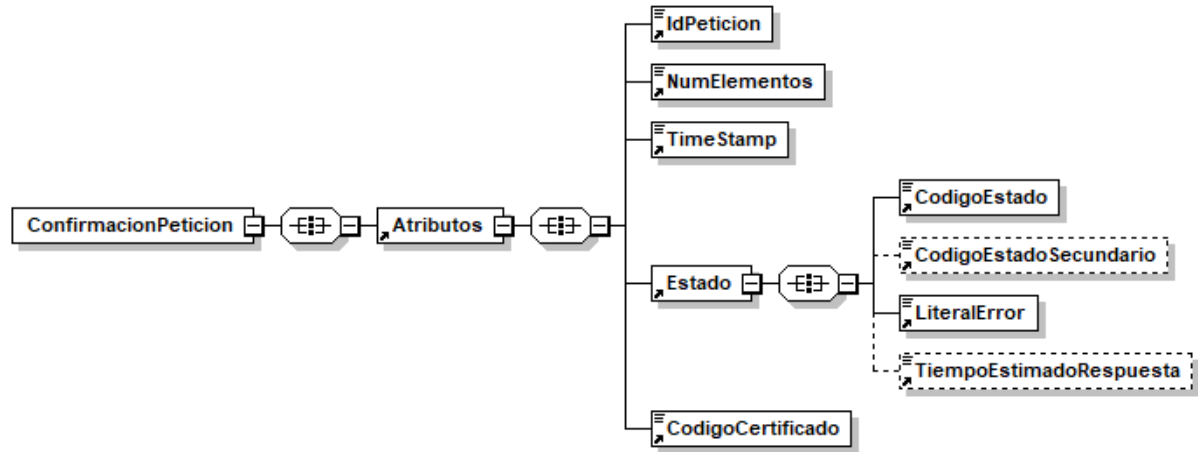 IdPeticion
NumElementos
TimeStamp
CodigoEstado
CodigoEstadoSecundario
ConfirmacionPeticion
Atributos
Estado
LiteralError
TiempoEstimadoRespuesta
CodigoCertificado